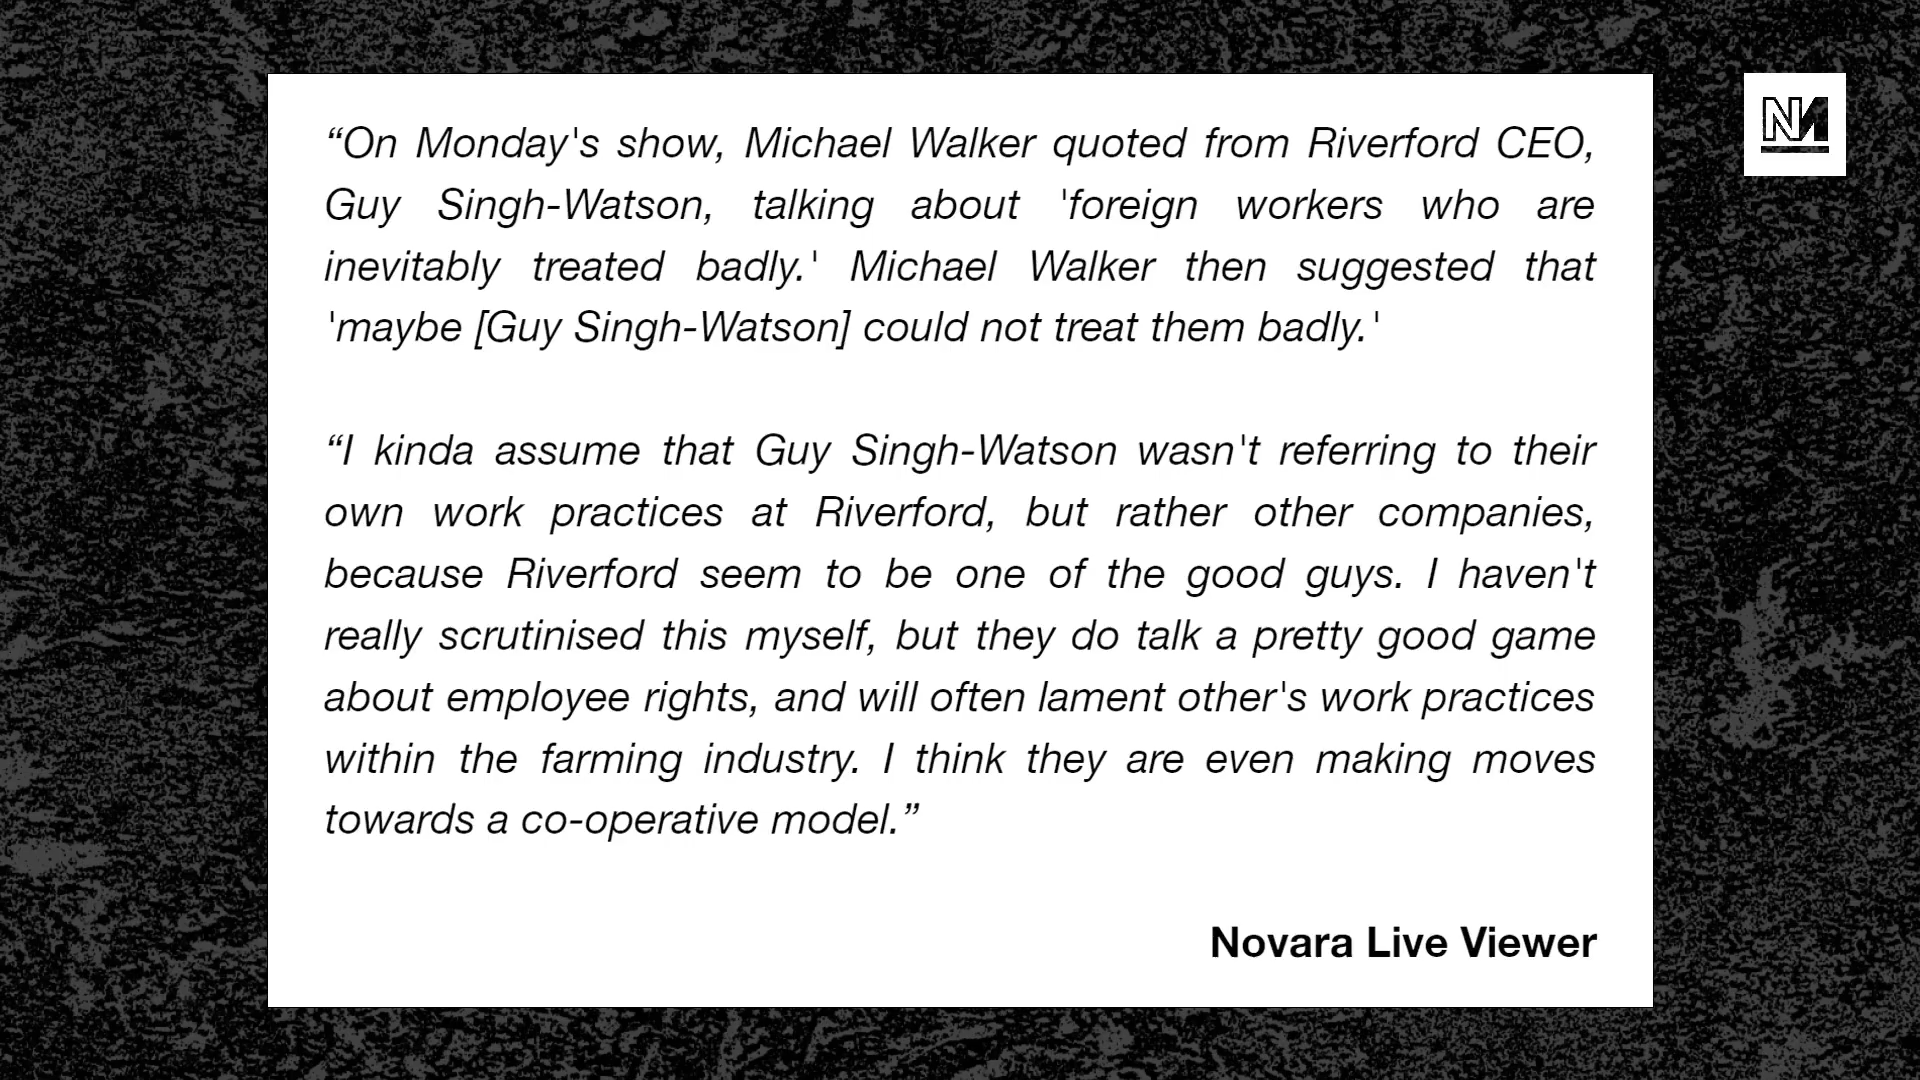 “On Monday's show, Michael Walker quoted from Riverford CEO,
Guy Singh-Watson, talking about 'foreign workers who are
inevitably treated badly.' Michael Walker then suggested that
'maybe [Guy Singh-Watson] could not treat them badly.'
“I kinda assume that Guy Singh-Watson wasn't referring to their
own work practices at Riverford, but rather other companies,
because Riverford seem to be one of the good guys. I haven't
really scrutinised this myself, but they do talk a pretty good game
about employee rights, and will often lament other's work practices
within the farming industry. I think they are even making moves
towards a co-operative model.”
Novara Live Viewer
NM